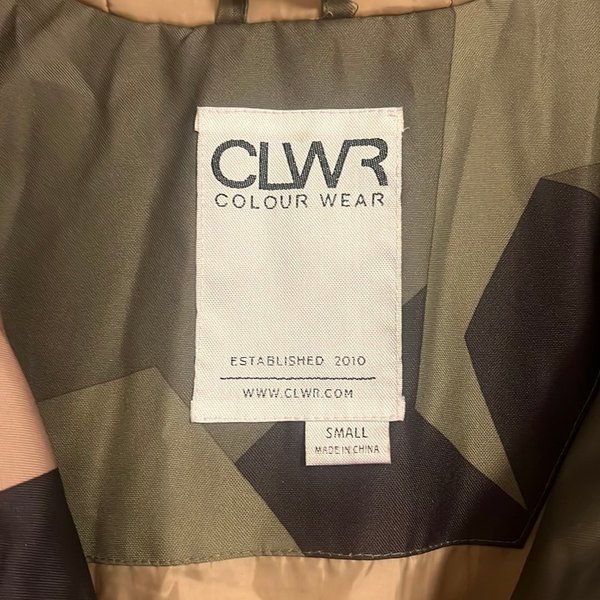 CLWR
COLOUR WEAR
ESTABLISHED 2010
WWW.CLWR.COM
SMALL
MADE IN CHINA